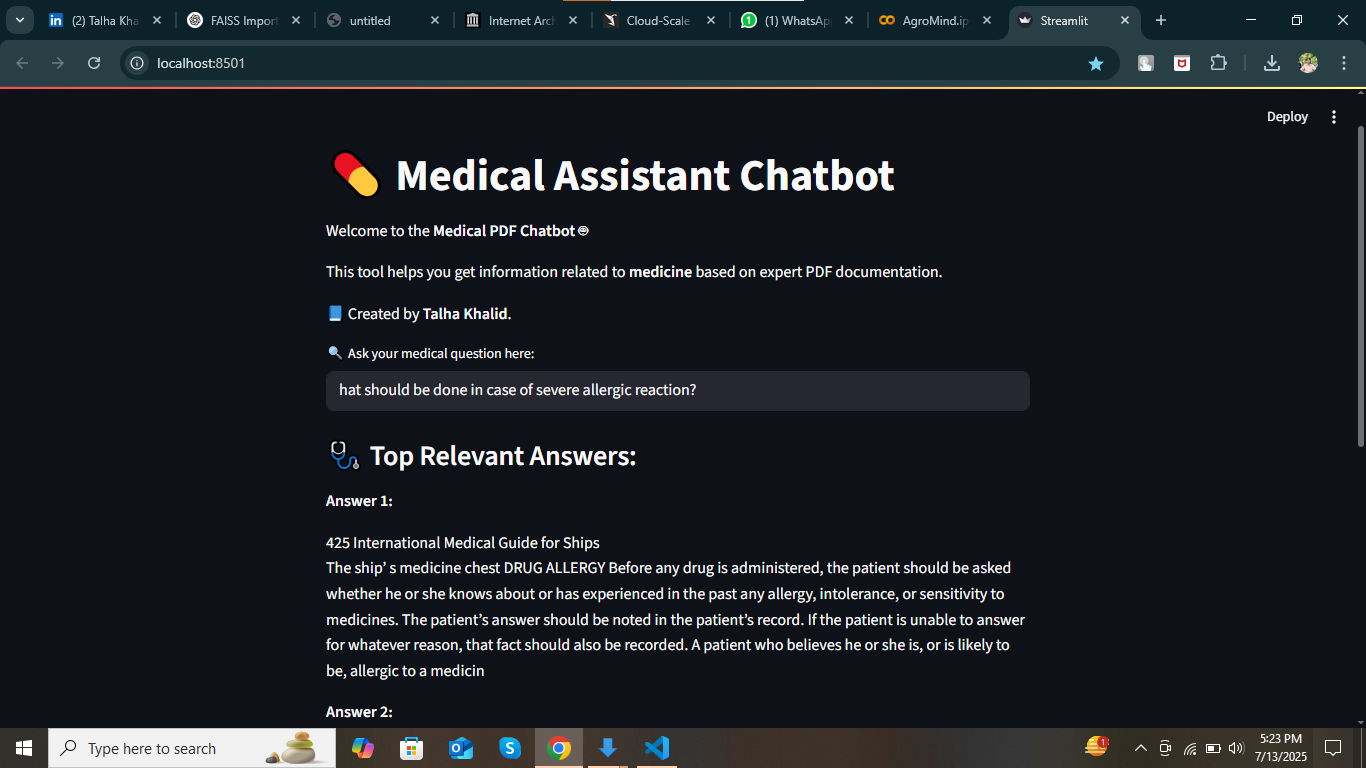 (2) Talha Kha
FAISS Import
untitled
Internet Arch
Cloud-Scale
(1) WhatsAp
AgroMind.ip
Streamlit
localhost:8501
Deploy
Medical Assistant Chatbot
Welcome to the Medical PDF Chatbot
This tool helps you get information related to medicine based on expert PDF documentation.
Created by Talha Khalid.
Ask your medical question here:
hat should be done in case of severe allergic reaction?
Top Relevant Answers:
Answer 1:
425 International Medical Guide for Ships
The ship’ s medicine chest DRUG ALLERGY Before any drug is administered, the patient should be asked
whether he or she knows about or has experienced in the past any allergy, intolerance, or sensitivity to
medicines. The patient’s answer should be noted in the patient’s record. If the patient is unable to answer
for whatever reason, that fact should also be recorded. A patient who believes he or she is, or is likely to
be, allergic to a medicin
Answer 2:
Type here to search
1
5:23 PM
7/13/2025